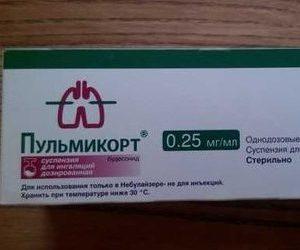 Пульмикорт®
будесонид
суспензия
для ингаляций
дозированная
0.25 мг/мл
Однодозовые
Суспензия для
Стерильно
Для использования только в Небулайзере- не для инъекций.
Хранить при температуре ниже 30 °C.